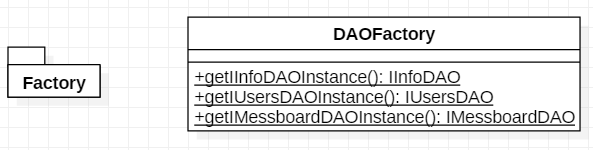 Factory
DAOFactory
+getIInfoDAOInstance(): IInfoDAO
+getIUsersDAOInstance(): IUsersDAO
+getIMessboardDAOInstance(): IMessboardDAO